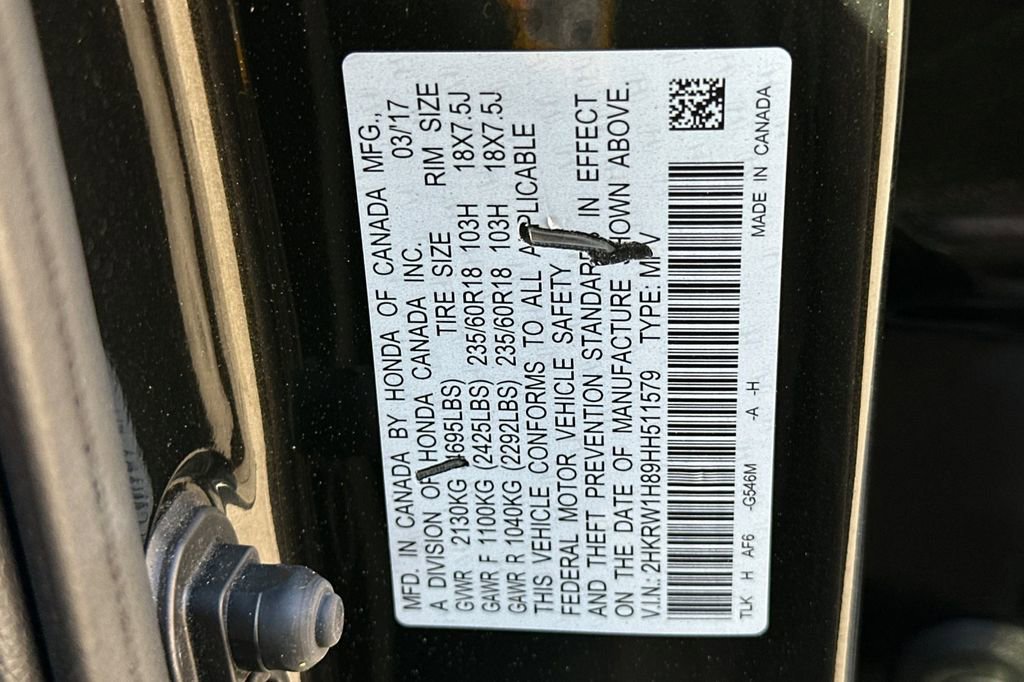 MFD. IN CANADA BY HONDA OF CANADA MFG.,
A DIVISION OF HONDA CANADA INC. 03/17
GVWR 2130KG (4695LBS) TIRE SIZE RIM SIZE
GAWR F 1100KG (2425LBS) 235/60R18 103H 18X7.5J
GAWR R 1040KG (2292LBS) 235/60R18 103H 18X7.5J
THIS VEHICLE CONFORMS TO ALL APPLICABLE
FEDERAL MOTOR VEHICLE SAFETY
AND THEFT PREVENTION STANDARDS IN EFFECT
ON THE DATE OF MANUFACTURE SHOWN ABOVE.
V.I.N.: 2HKRW1H89HH511579 TYPE: MPV
TLK H AF6 -G546M -A -H
MADE IN CANADA